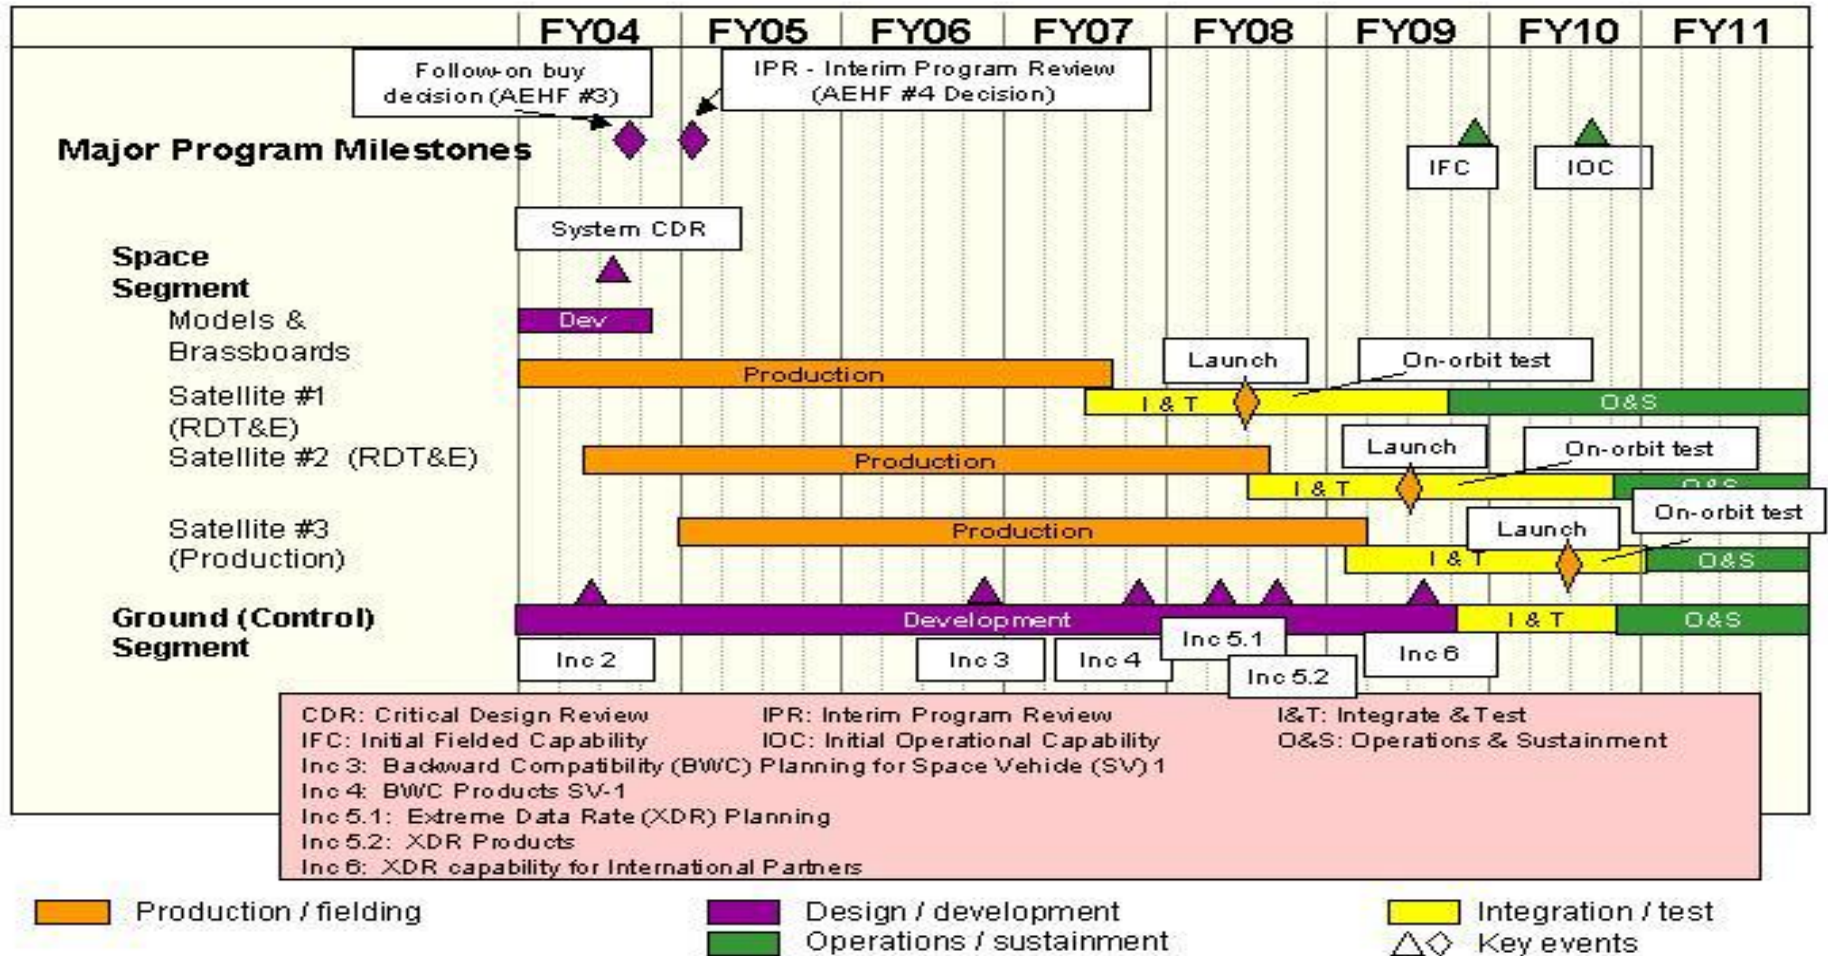 FY04 FY05 FY06 FY07 FY08 FY09 FY10 FY11
Follow-on buy
decision (AEHF #3)
IPR - Interim Program Review
(AEHF #4 Decision)
Major Program Milestones
IFC
IOC
System CDR
Space
Segment
Models &
Brassboards
Dev
Production
Launch
On-orbit test
Satellite #1
(RDT&E)
I & T
O&S
Satellite #2 (RDT&E)
Production
Launch
On-orbit test
I & T
O&S
Satellite #3
(Production)
Production
Launch
On-orbit test
I & T
O&S
Ground (Control)
Segment
Development
I & T
O&S
Inc 2
Inc 3
Inc 4
Inc 5.1
Inc 5.2
Inc 6
CDR: Critical Design Review IPR: Interim Program Review I&T: Integrate & Test
IFC: Initial Fielded Capability IOC: Initial Operational Capability O&S: Operations & Sustainment
Inc 3: Backward Compatibility (BWC) Planning for Space Vehicle (SV) 1
Inc 4: BWC Products SV-1
Inc 5.1: Extreme Data Rate (XDR) Planning
Inc 5.2: XDR Products
Inc 6: XDR capability for International Partners
Production / fielding
Design / development
Integration / test
Operations / sustainment
Key events